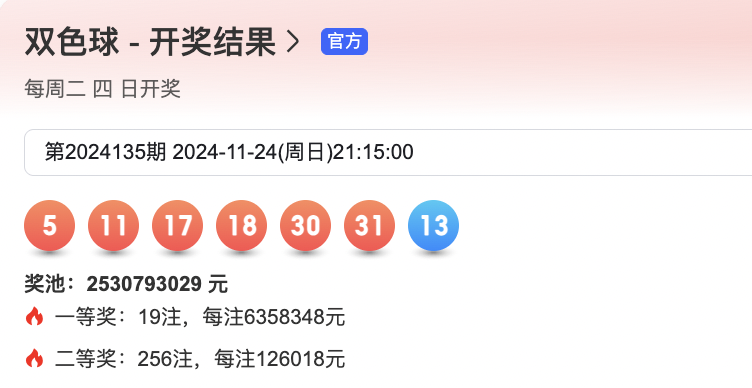 双色球 - 开奖结果 > 官方
每周二 四 日开奖
第2024135期 2024-11-24(周日)21:15:00
5 11 17 18 30 31 13
奖池：2530793029 元
一等奖：19注，每注6358348元
二等奖：256注，每注126018元